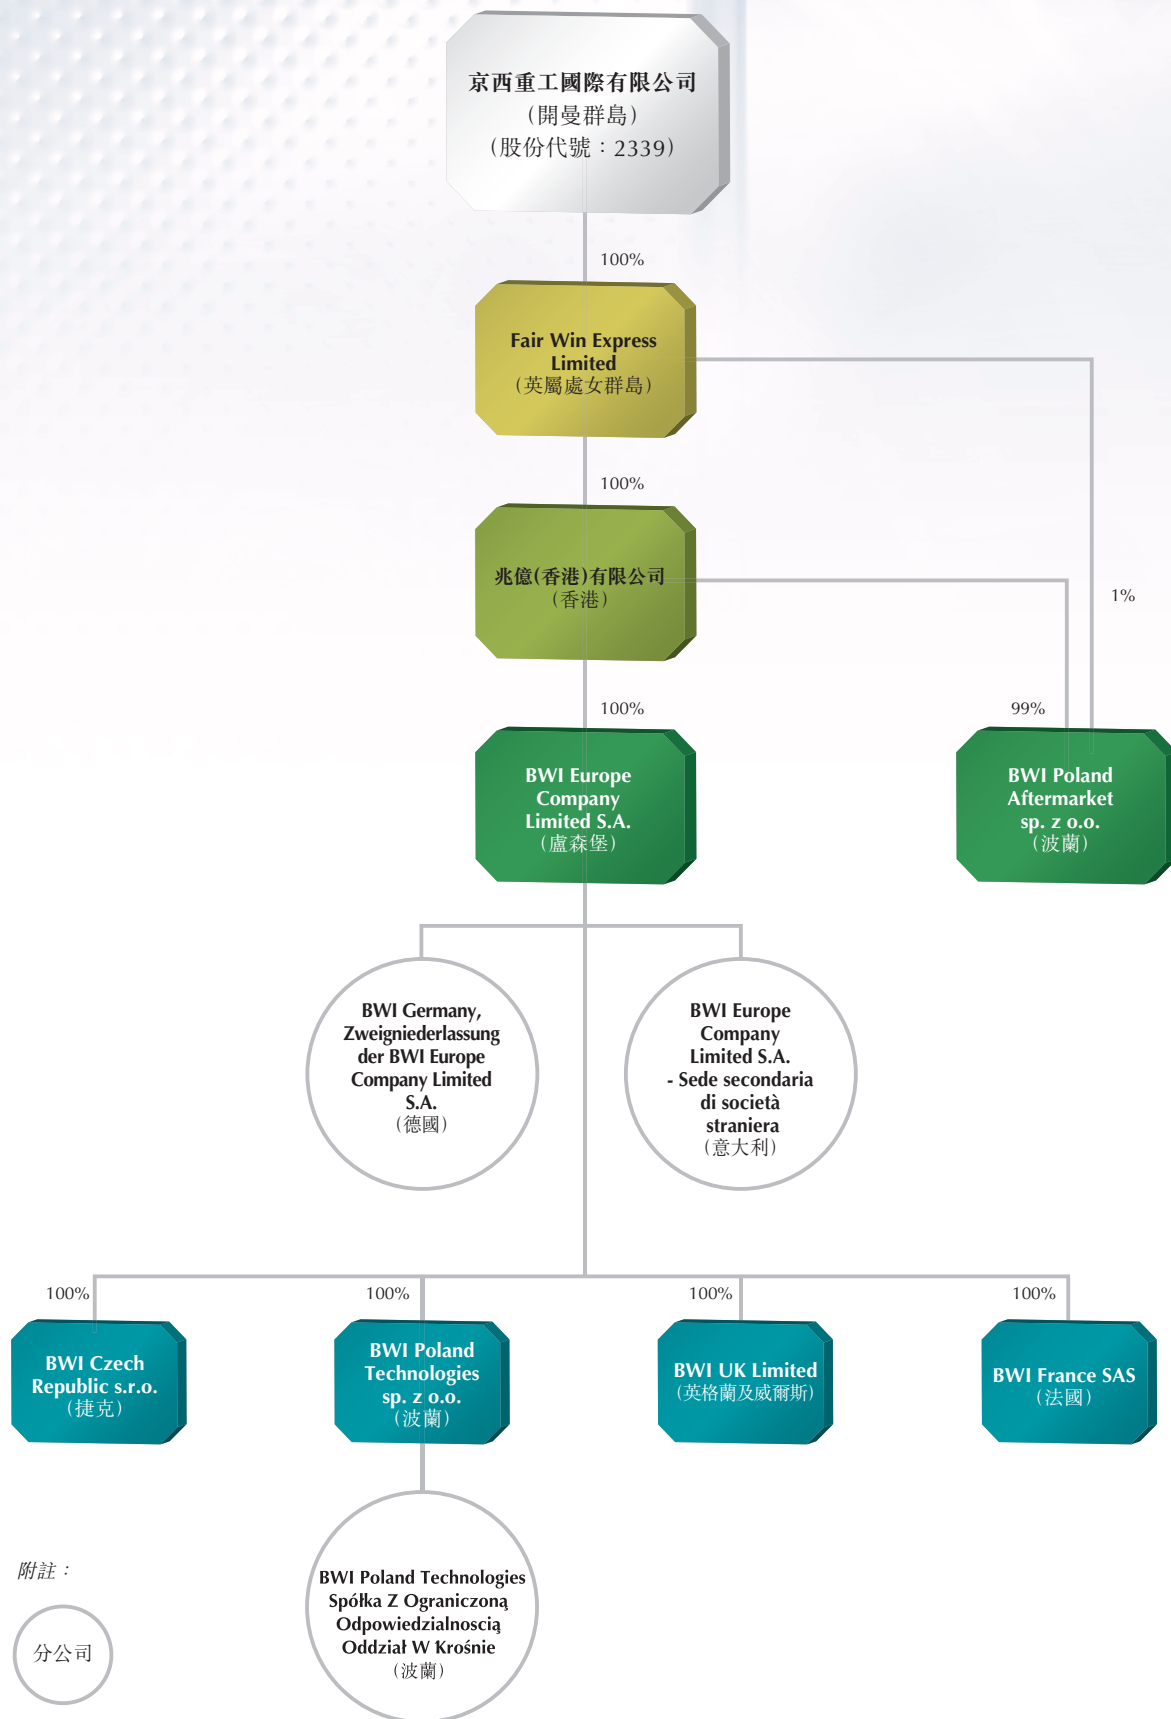 京西重工國際有限公司
（開曼群島）
（股份代號：2339）
100%
Fair Win Express
Limited
（英屬處女群島）
100%
兆億(香港)有限公司
（香港）
1%
100%
99%
BWI Europe
Company
Limited S.A.
（盧森堡）
BWI Poland
Aftermarket
sp. z o.o.
（波蘭）
BWI Germany,
Zweigniederlassung
der BWI Europe
Company Limited
S.A.
（德國）
BWI Europe
Company
Limited S.A.
- Sede secondaria
di società
straniera
（意大利）
100%
100%
100%
100%
BWI Czech
Republic s.r.o.
（捷克）
BWI Poland
Technologies
sp. z o.o.
（波蘭）
BWI UK Limited
（英格蘭及威爾斯）
BWI France SAS
（法國）
BWI Poland Technologies
Spółka Z Ograniczoną
Odpowiedzialnoscią
Oddział W Krośnie
（波蘭）
附註：
分公司